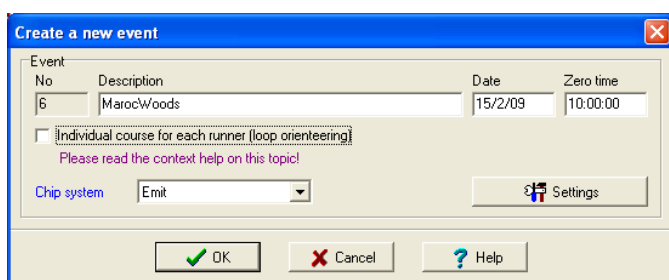 Create a new event
Event
No Description Date Zero time
6 MarocWoods 15/2/09 10:00:00
Individual course for each runner (loop orienteering)
Please read the context help on this topic!
Chip system Emit Settings
OK Cancel ? Help